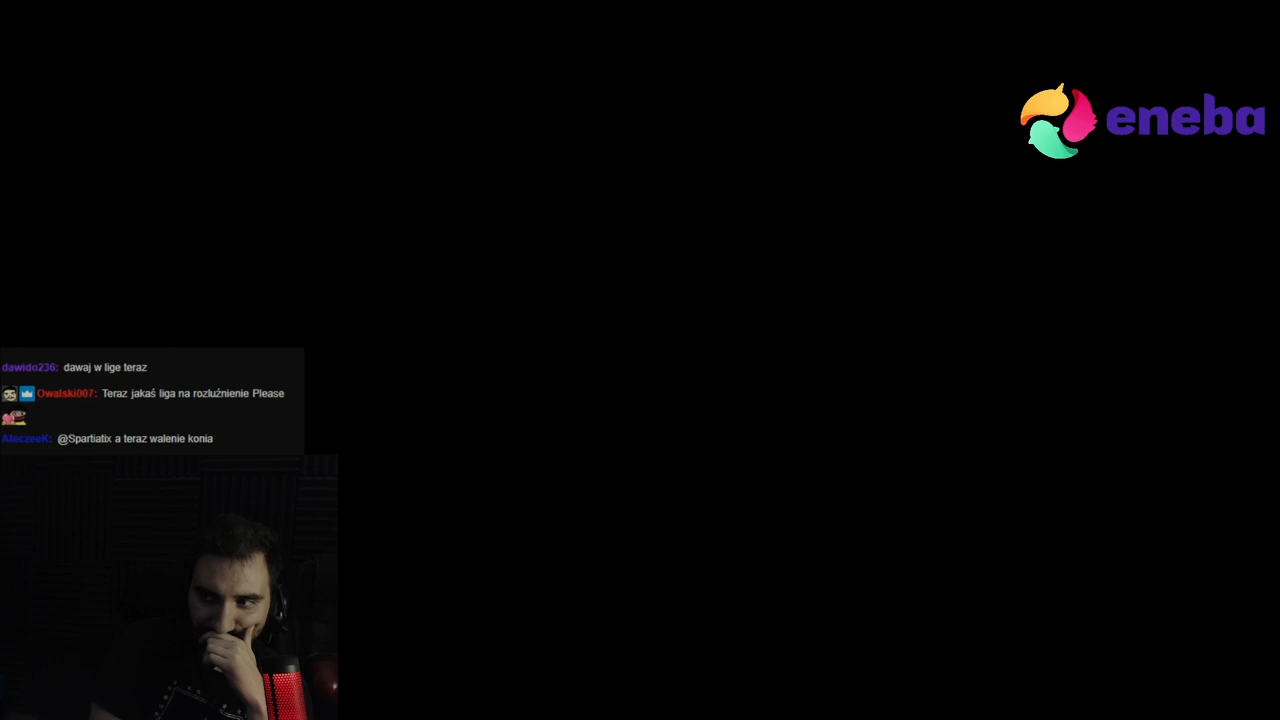 eneba
dawido236: dawaj w lige teraz
Owalski007: Teraz jakaś liga na rozluźnienie Please
AleczeeK: @Spartiatix a teraz walenie konia